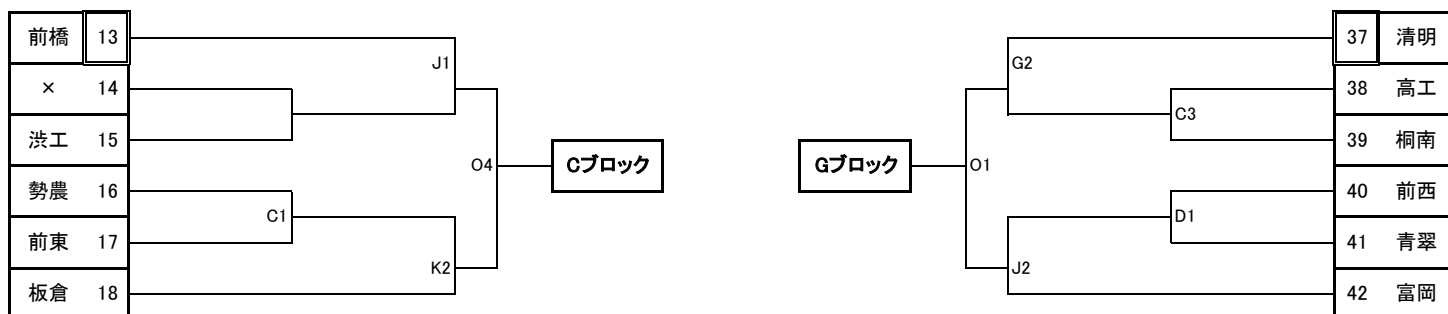 前橋 13
× 14
渋工 15
勢農 16
前東 17
板倉 18
J1
C1
K2
O4
Cブロック
Gブロック
O1
G2
C3
D1
J2
37 清明
38 高工
39 桐南
40 前西
41 青翠
42 富岡